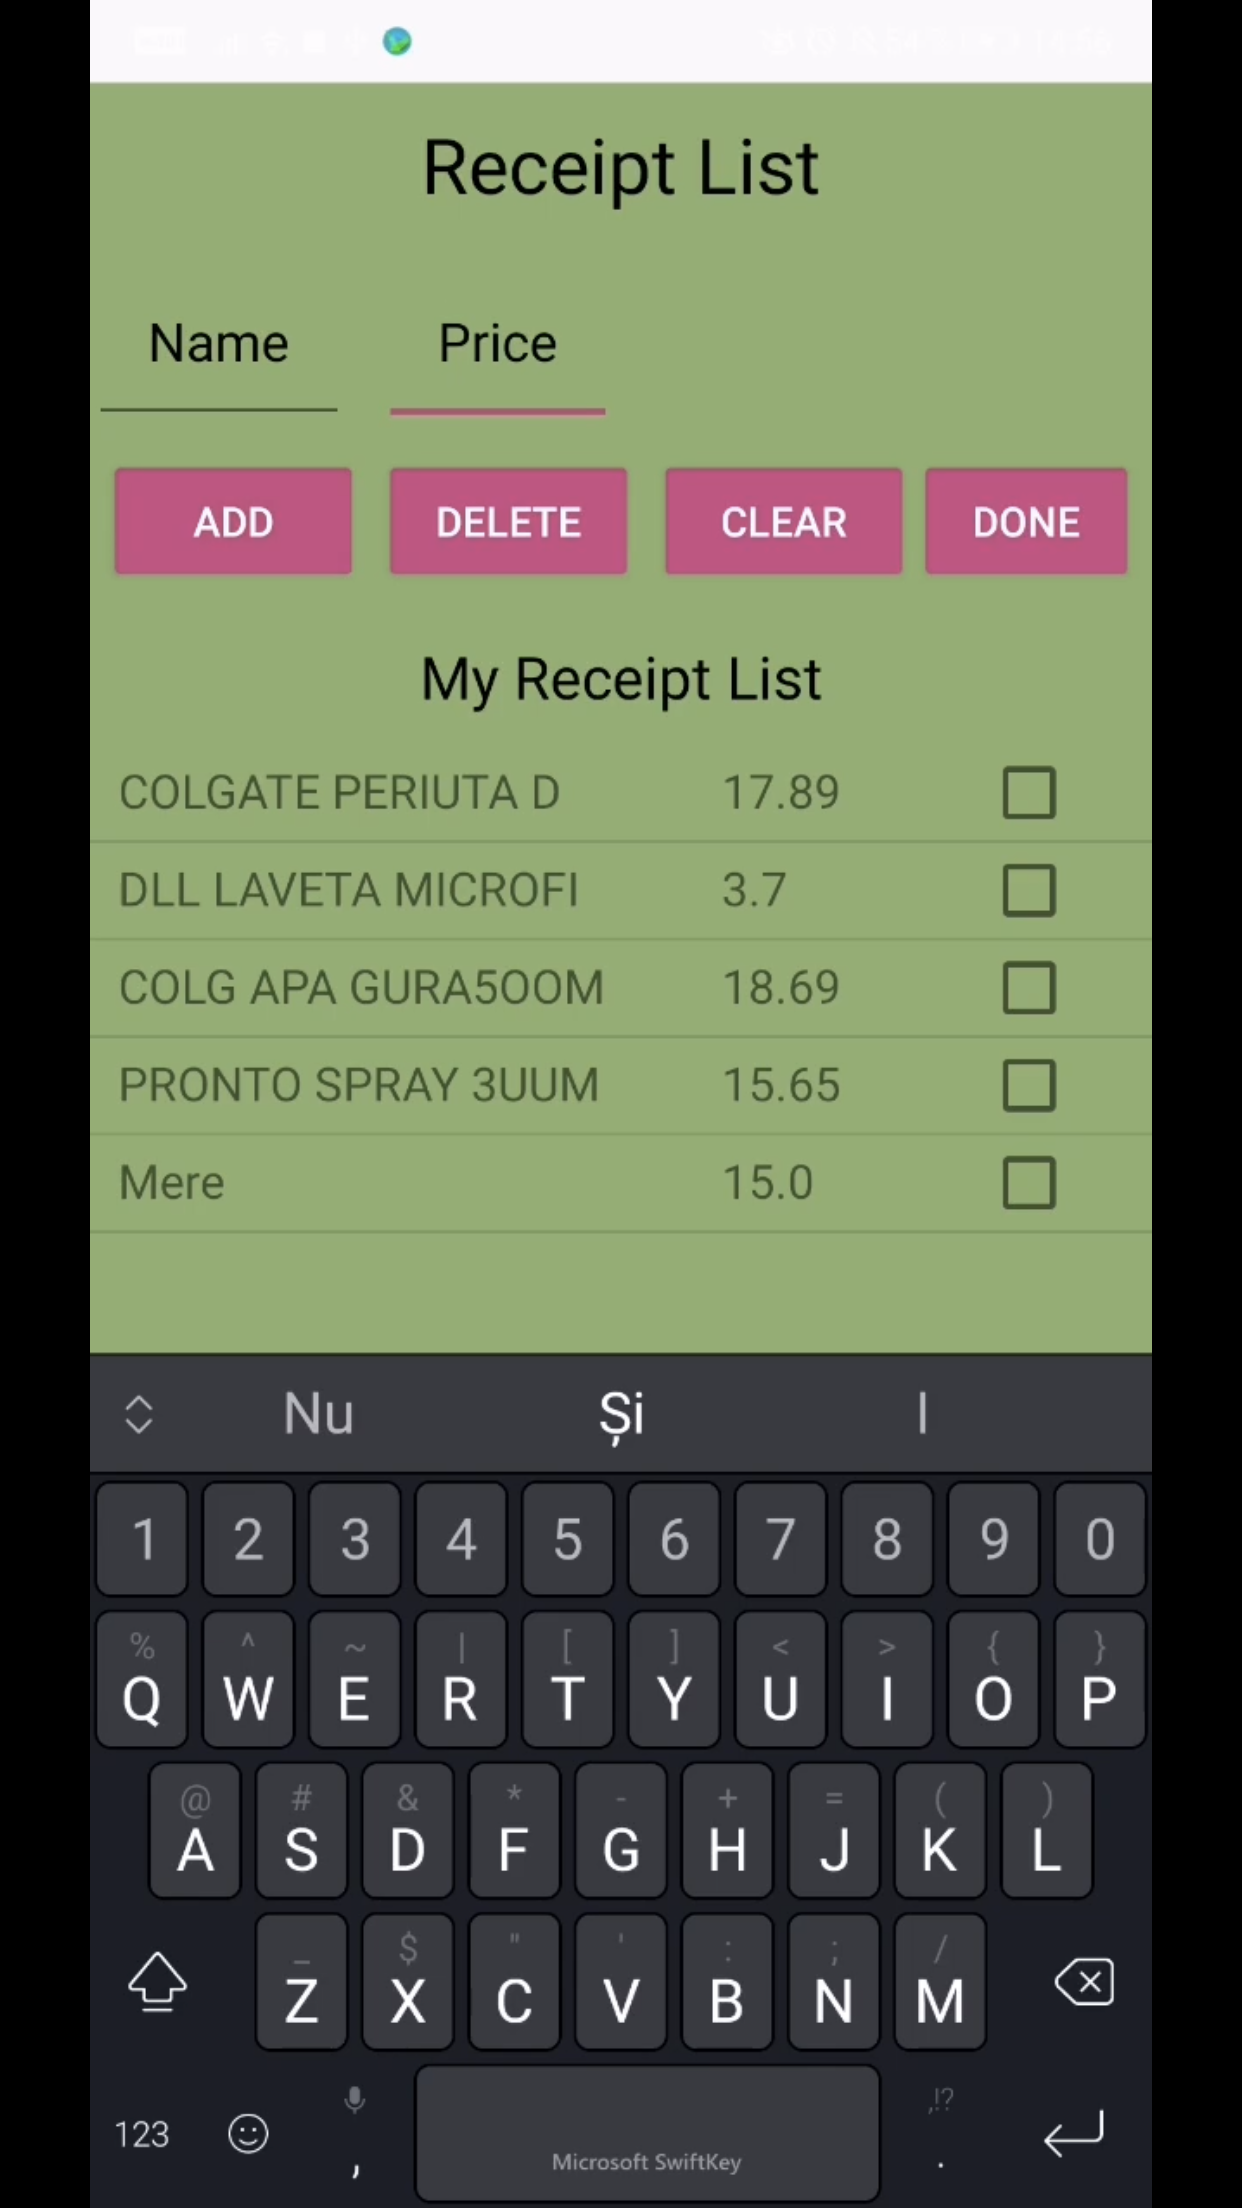 Receipt List
Name Price
ADD DELETE CLEAR DONE
My Receipt List
COLGATE PERIUTA D 17.89
DLL LAVETA MICROFI 3.7
COLG APA GURA5OOM 18.69
PRONTO SPRAY 3UUM 15.65
Mere 15.0
Nu Și I
1 2 3 4 5 6 7 8 9 0
% ^ ~ | [ ] < > { }
Q W E R T Y U I O P
@ # & * - + = ( )
A S D F G H J K L
_ $ " ' : ; /
Z X C V B N M
,!?
123 , Microsoft SwiftKey .